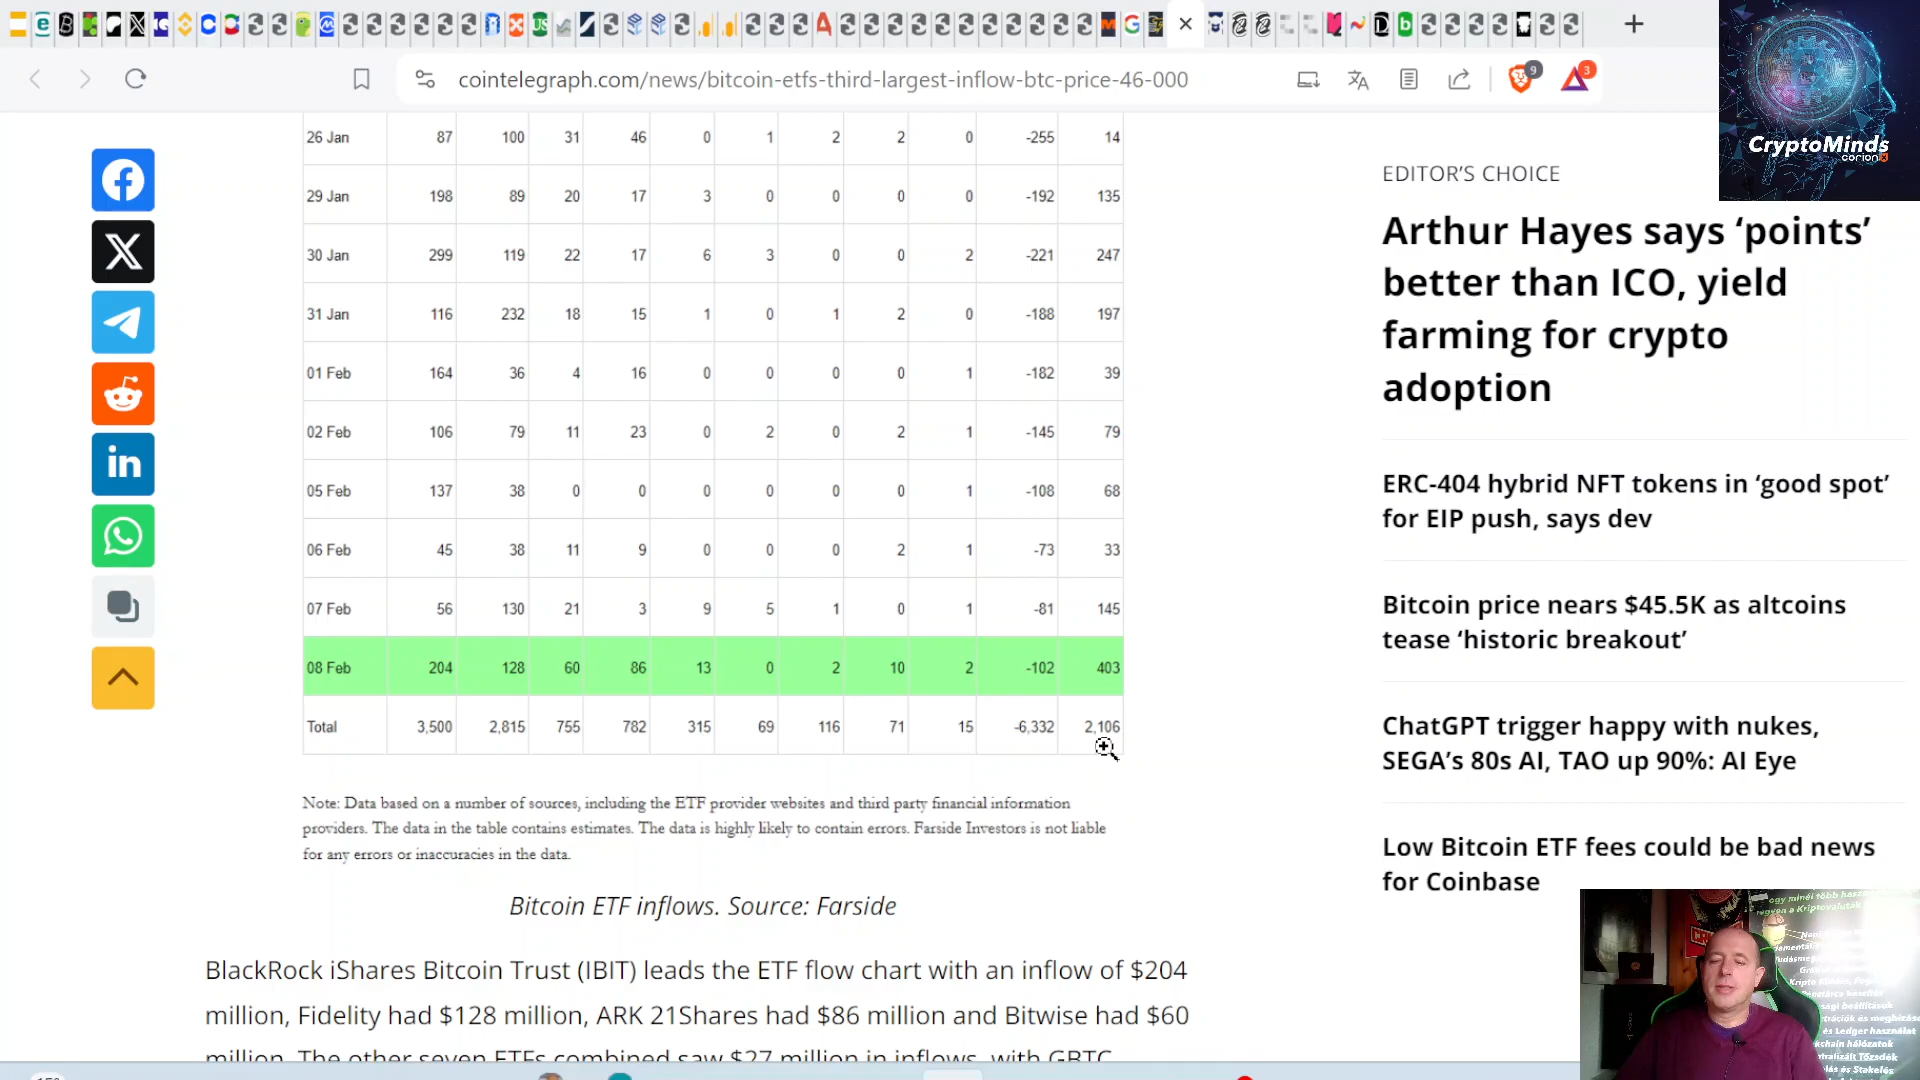 cointelegraph.com/news/bitcoin-etfs-third-largest-inflow-btc-price-46-000
9
3
CryptoMinds
26 Jan 87 100 31 46 0 1 2 2 0 -255 14
29 Jan 198 89 20 17 3 0 0 0 0 -192 135
30 Jan 299 119 22 17 6 3 0 0 2 -221 247
31 Jan 116 232 18 15 1 0 1 2 0 -188 197
01 Feb 164 36 4 16 0 0 0 0 1 -182 39
02 Feb 106 79 11 23 0 2 0 2 1 -145 79
05 Feb 137 38 0 0 0 0 0 0 1 -108 68
06 Feb 45 38 11 9 0 0 0 2 1 -73 33
07 Feb 56 130 21 3 9 5 1 0 1 -81 145
08 Feb 204 128 60 86 13 0 2 10 2 -102 403
Total 3,500 2,815 755 782 315 69 116 71 15 -6,332 2,106
Note: Data based on a number of sources, including the ETF provider websites and third party financial information
providers. The data in the table contains estimates. The data is highly likely to contain errors. Farside Investors is not liable
for any errors or inaccuracies in the data.
Bitcoin ETF inflows. Source: Farside
BlackRock iShares Bitcoin Trust (IBIT) leads the ETF flow chart with an inflow of $204
million, Fidelity had $128 million, ARK 21Shares had $86 million and Bitwise had $60
million. The other seven ETFs combined saw $27 million in inflows, with GBTC
EDITOR'S CHOICE
Arthur Hayes says ‘points’
better than ICO, yield
farming for crypto
adoption
ERC-404 hybrid NFT tokens in ‘good spot’
for EIP push, says dev
Bitcoin price nears $45.5K as altcoins
tease ‘historic breakout’
ChatGPT trigger happy with nukes,
SEGA’s 80s AI, TAO up 90%: AI Eye
Low Bitcoin ETF fees could be bad news
for Coinbase